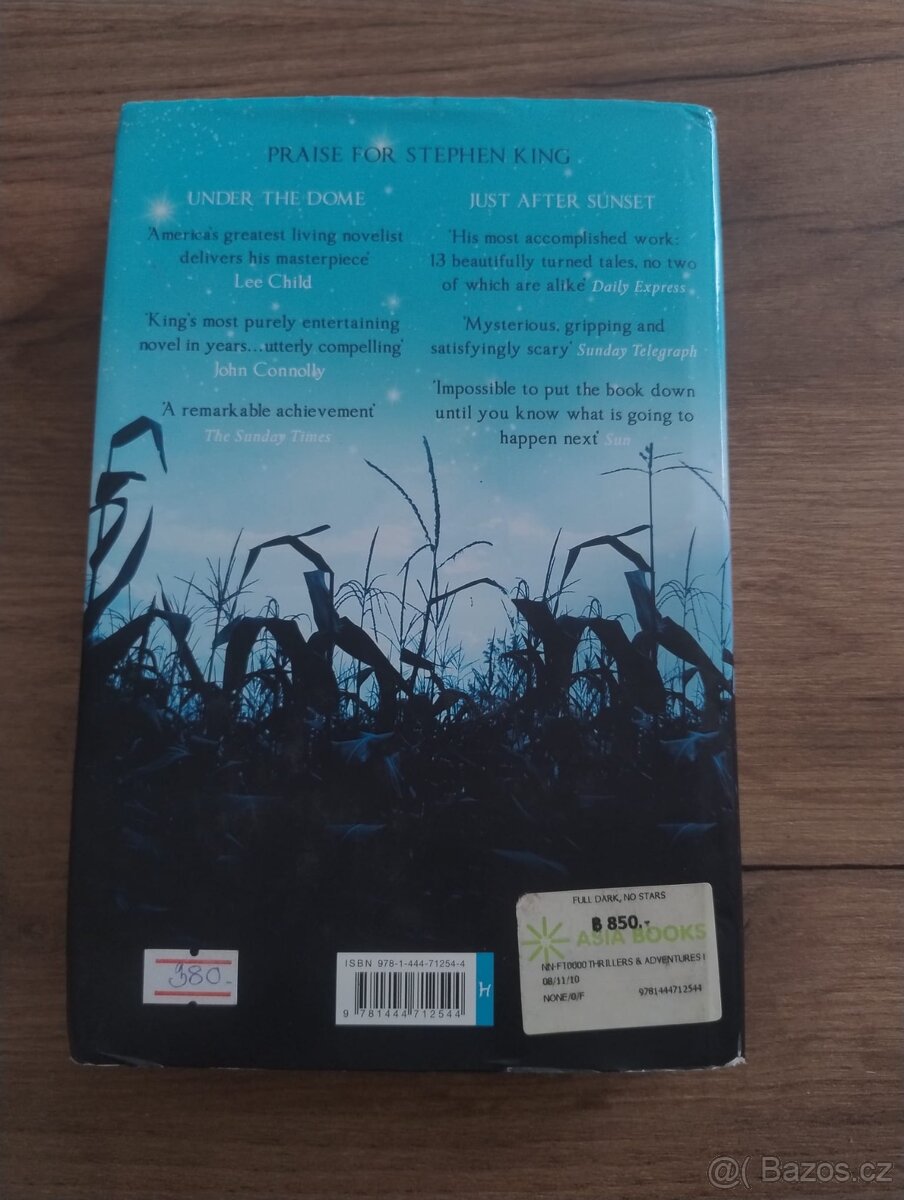 PRAISE FOR STEPHEN KING
UNDER THE DOME
'America's greatest living novelist
delivers his masterpiece'
Lee Child
'King's most purely entertaining
novel in years...utterly compelling'
John Connolly
'A remarkable achievement'
The Sunday Times
JUST AFTER SUNSET
'His most accomplished work:
13 beautifully turned tales, no two
of which are alike' Daily Express
'Mysterious, gripping and
satisfyingly scary' Sunday Telegraph
'Impossible to put the book down
until you know what is going to
happen next' Sun
380.-
ISBN 978-1-444-71254-4
9 781444 712544
H
FULL DARK, NO STARS
฿ 850.-
ASIA BOOKS
NN-F10000 THRILLERS & ADVENTURES I
08/11/10
NONE/0/F 9781444712544
@( Bazos.cz